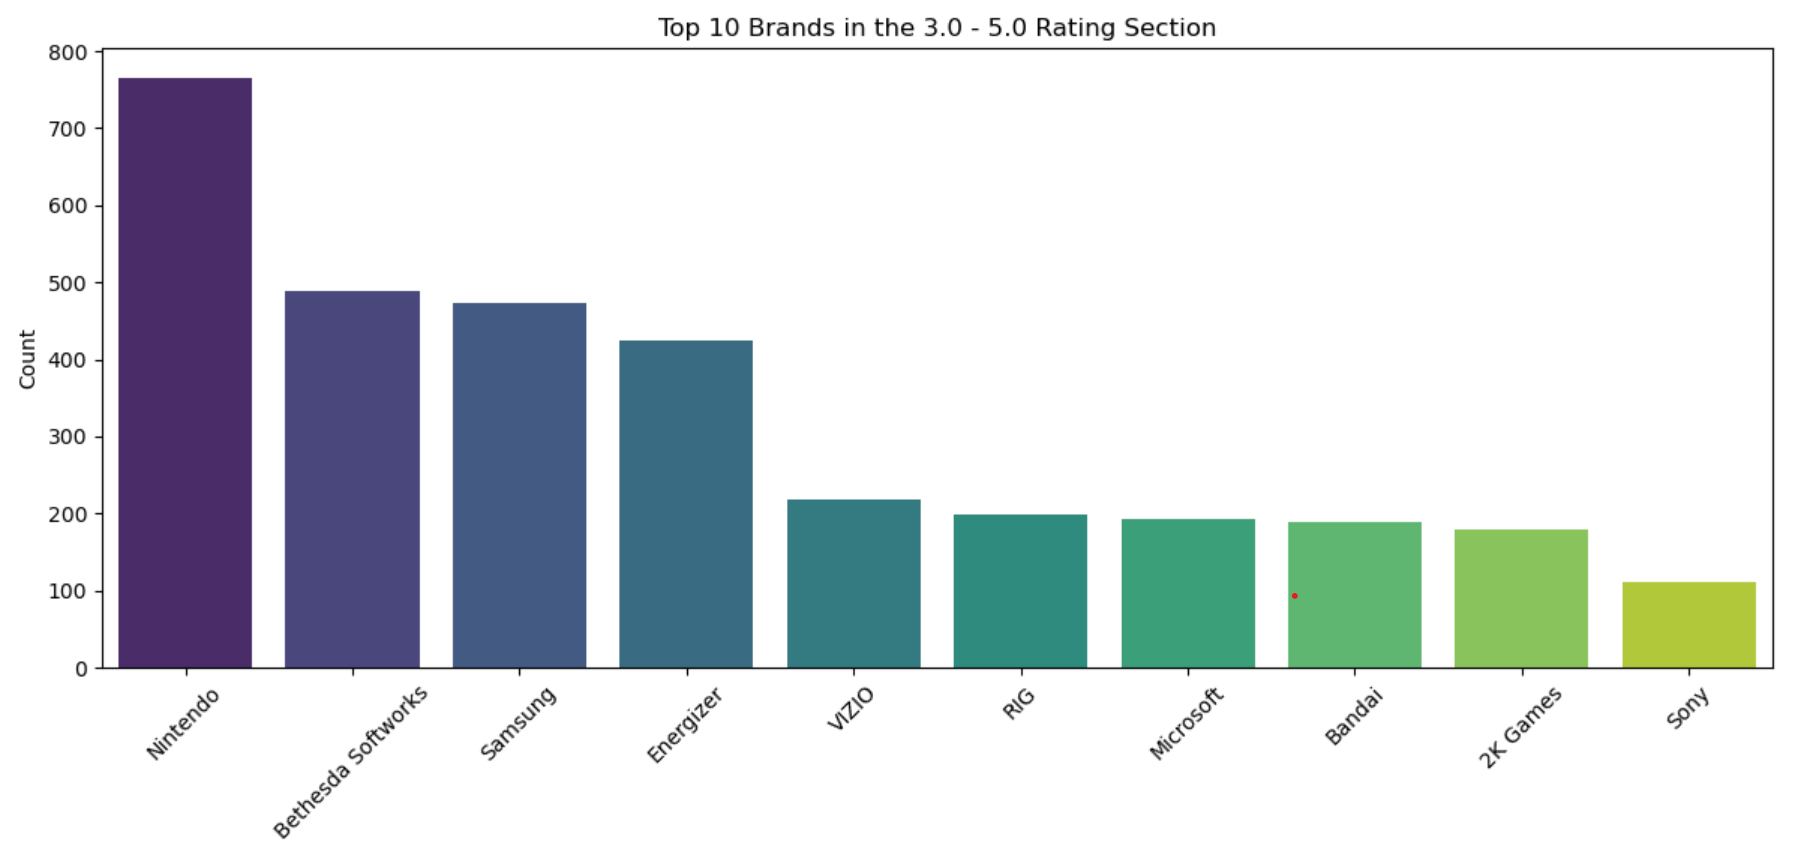 Top 10 Brands in the 3.0 - 5.0 Rating Section
800
700
600
500
400
300
200
100
0
Count
Nintendo
Bethesda Softworks
Samsung
Energizer
VIZIO
RIG
Microsoft
Bandai
2K Games
Sony